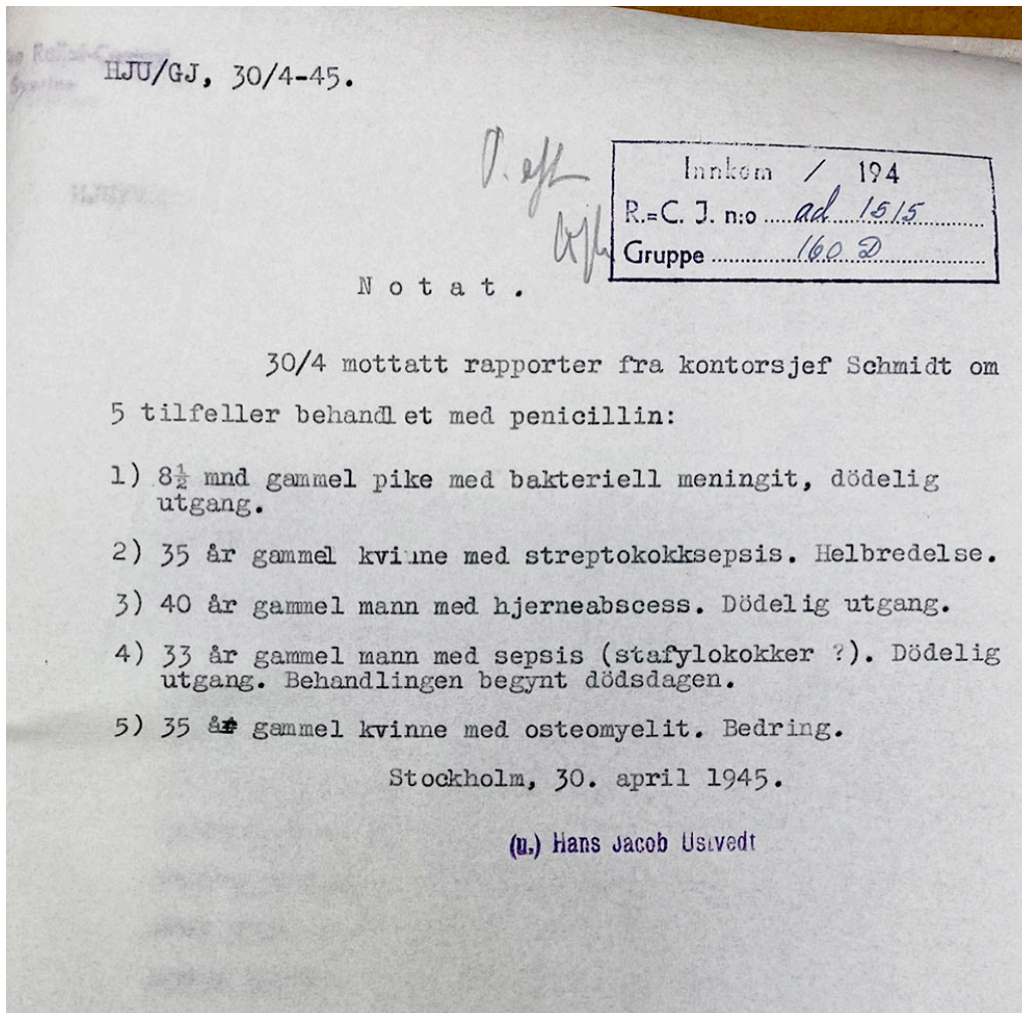 HJU/GJ, 30/4-45.
Innkom / 194
R.=C. J. n:o ad 1515
Gruppe 160 D
Notat.
30/4 mottatt rapporter fra kontorsjef Schmidt om
5 tilfeller behandlet med penicillin:
1) 8½ mnd gammel pike med bakteriell meningit, dödelig
utgang.
2) 35 år gammel kvinne med streptokokksepsis. Helbredelse.
3) 40 år gammel mann med hjerneabscess. Dödelig utgang.
4) 33 år gammel mann med sepsis (stafylokokker ?). Dödelig
utgang. Behandlingen begynt dödsdagen.
5) 35 år gammel kvinne med osteomyelit. Bedring.
Stockholm, 30. april 1945.
(u.) Hans Jacob Ustvedt